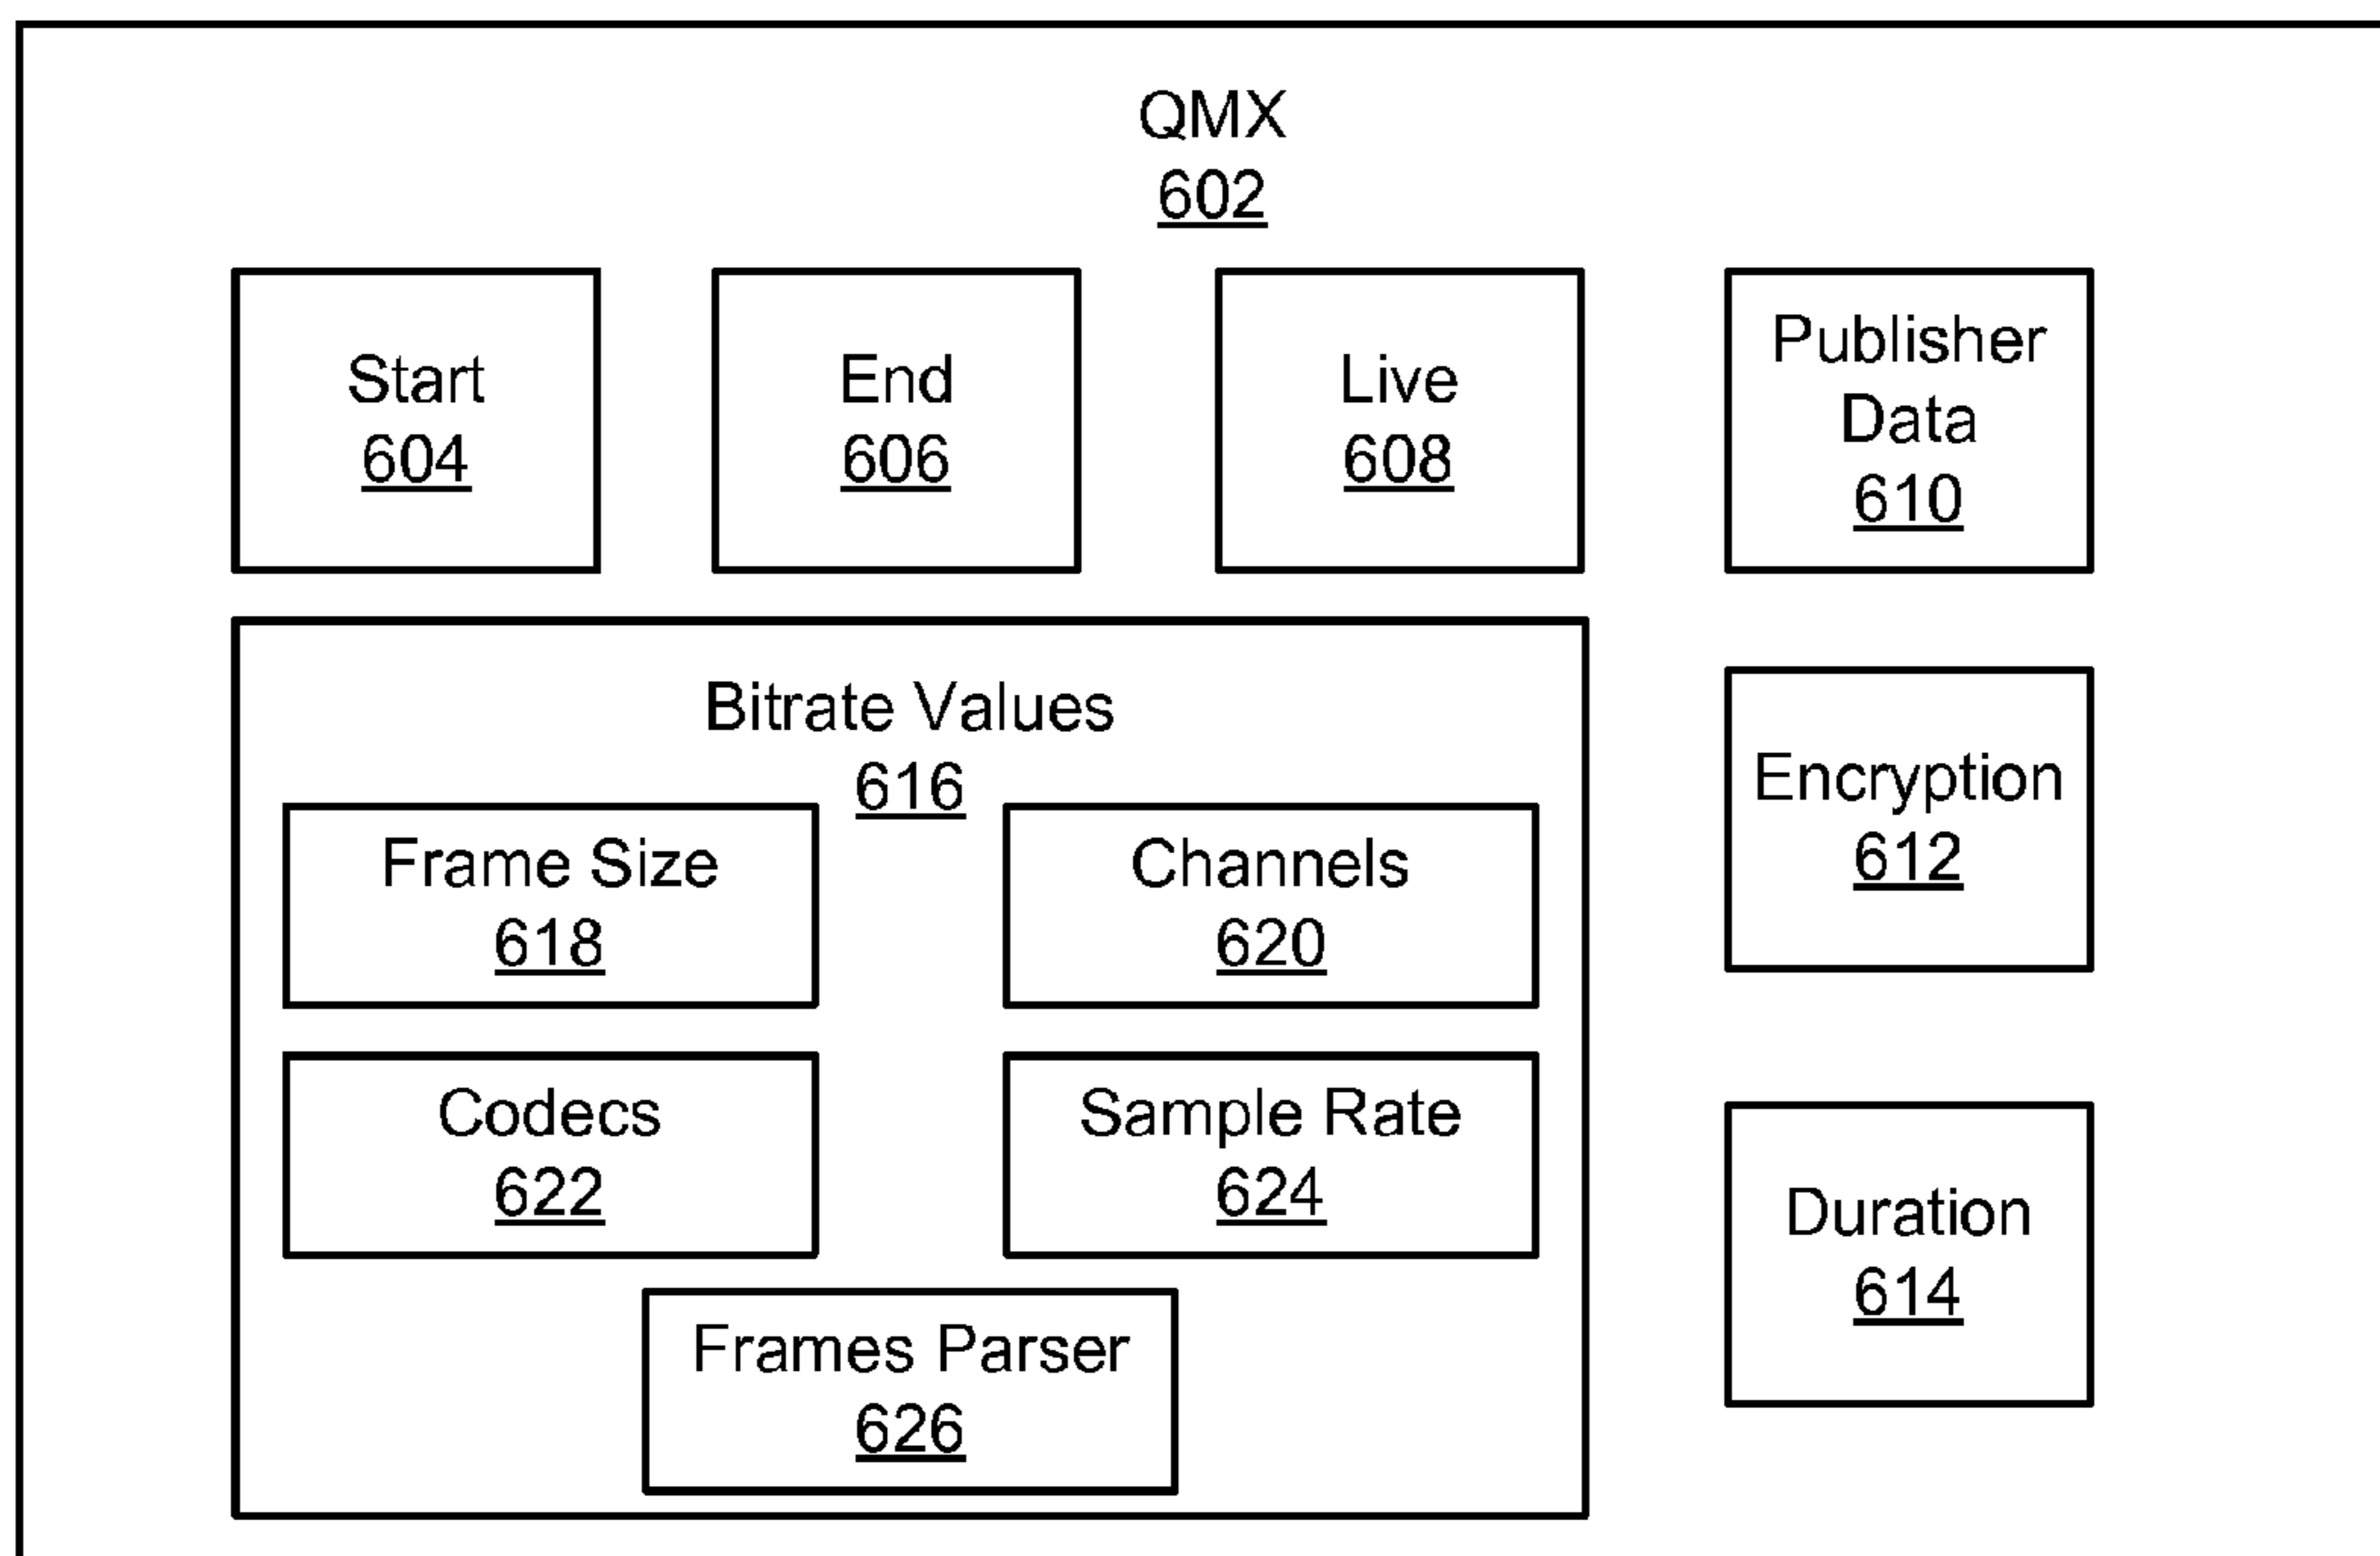 QMX
602
Start
604
End
606
Live
608
Publisher
Data
610
Bitrate Values
616
Frame Size
618
Channels
620
Codecs
622
Sample Rate
624
Frames Parser
626
Encryption
612
Duration
614